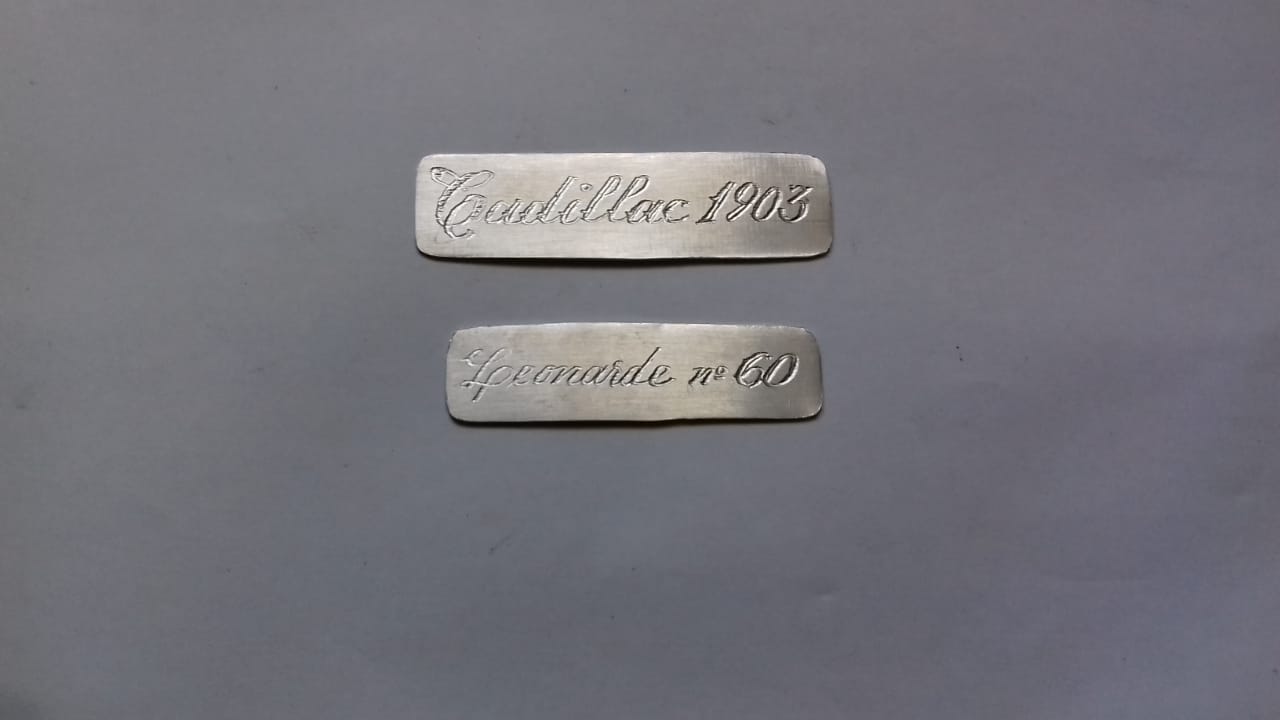 Cadillac 1903
Leonarde nº 60